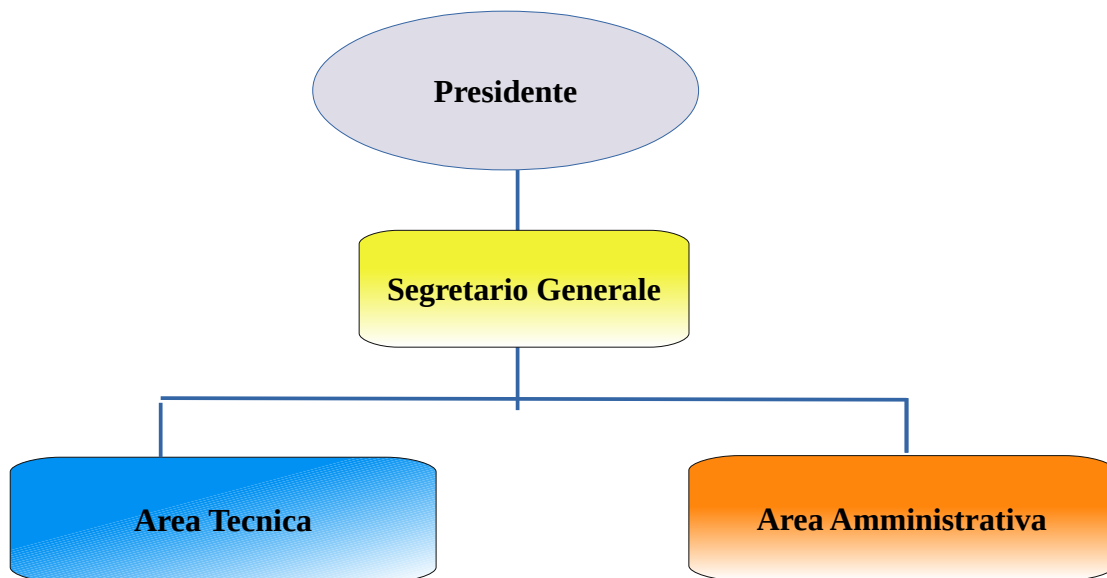 Presidente
Segretario Generale
Area Tecnica
Area Amministrativa